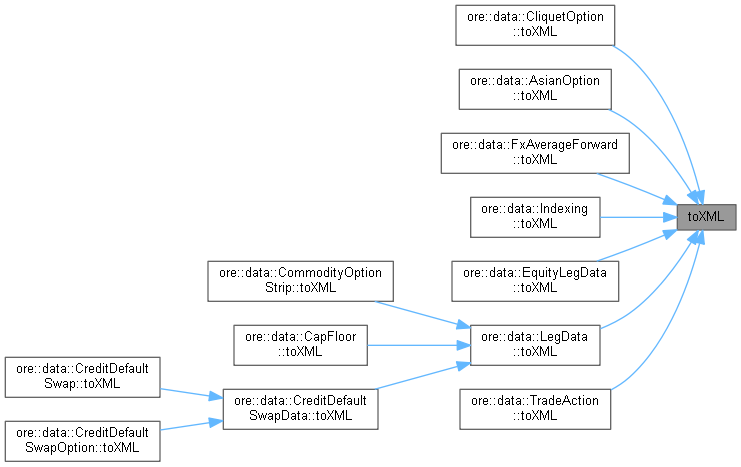 ore::data::CliquetOption
::toXML
ore::data::AsianOption
::toXML
ore::data::FxAverageForward
::toXML
ore::data::Indexing
::toXML
toXML
ore::data::EquityLegData
::toXML
ore::data::CommodityOption
Strip::toXML
ore::data::CapFloor
::toXML
ore::data::LegData
::toXML
ore::data::CreditDefault
Swap::toXML
ore::data::CreditDefault
SwapData::toXML
ore::data::TradeAction
::toXML
ore::data::CreditDefault
SwapOption::toXML